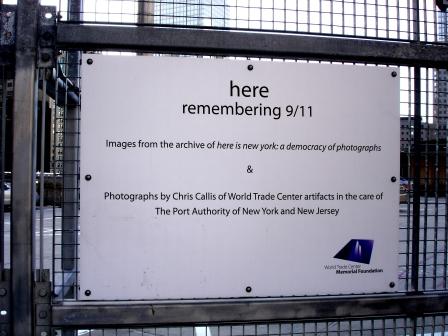 here
remembering 9/11
Images from the archive of here is new york: a democracy of photographs
&
Photographs by Chris Callis of World Trade Center artifacts in the care of
The Port Authority of New York and New Jersey
World Trade Center
Memorial Foundation